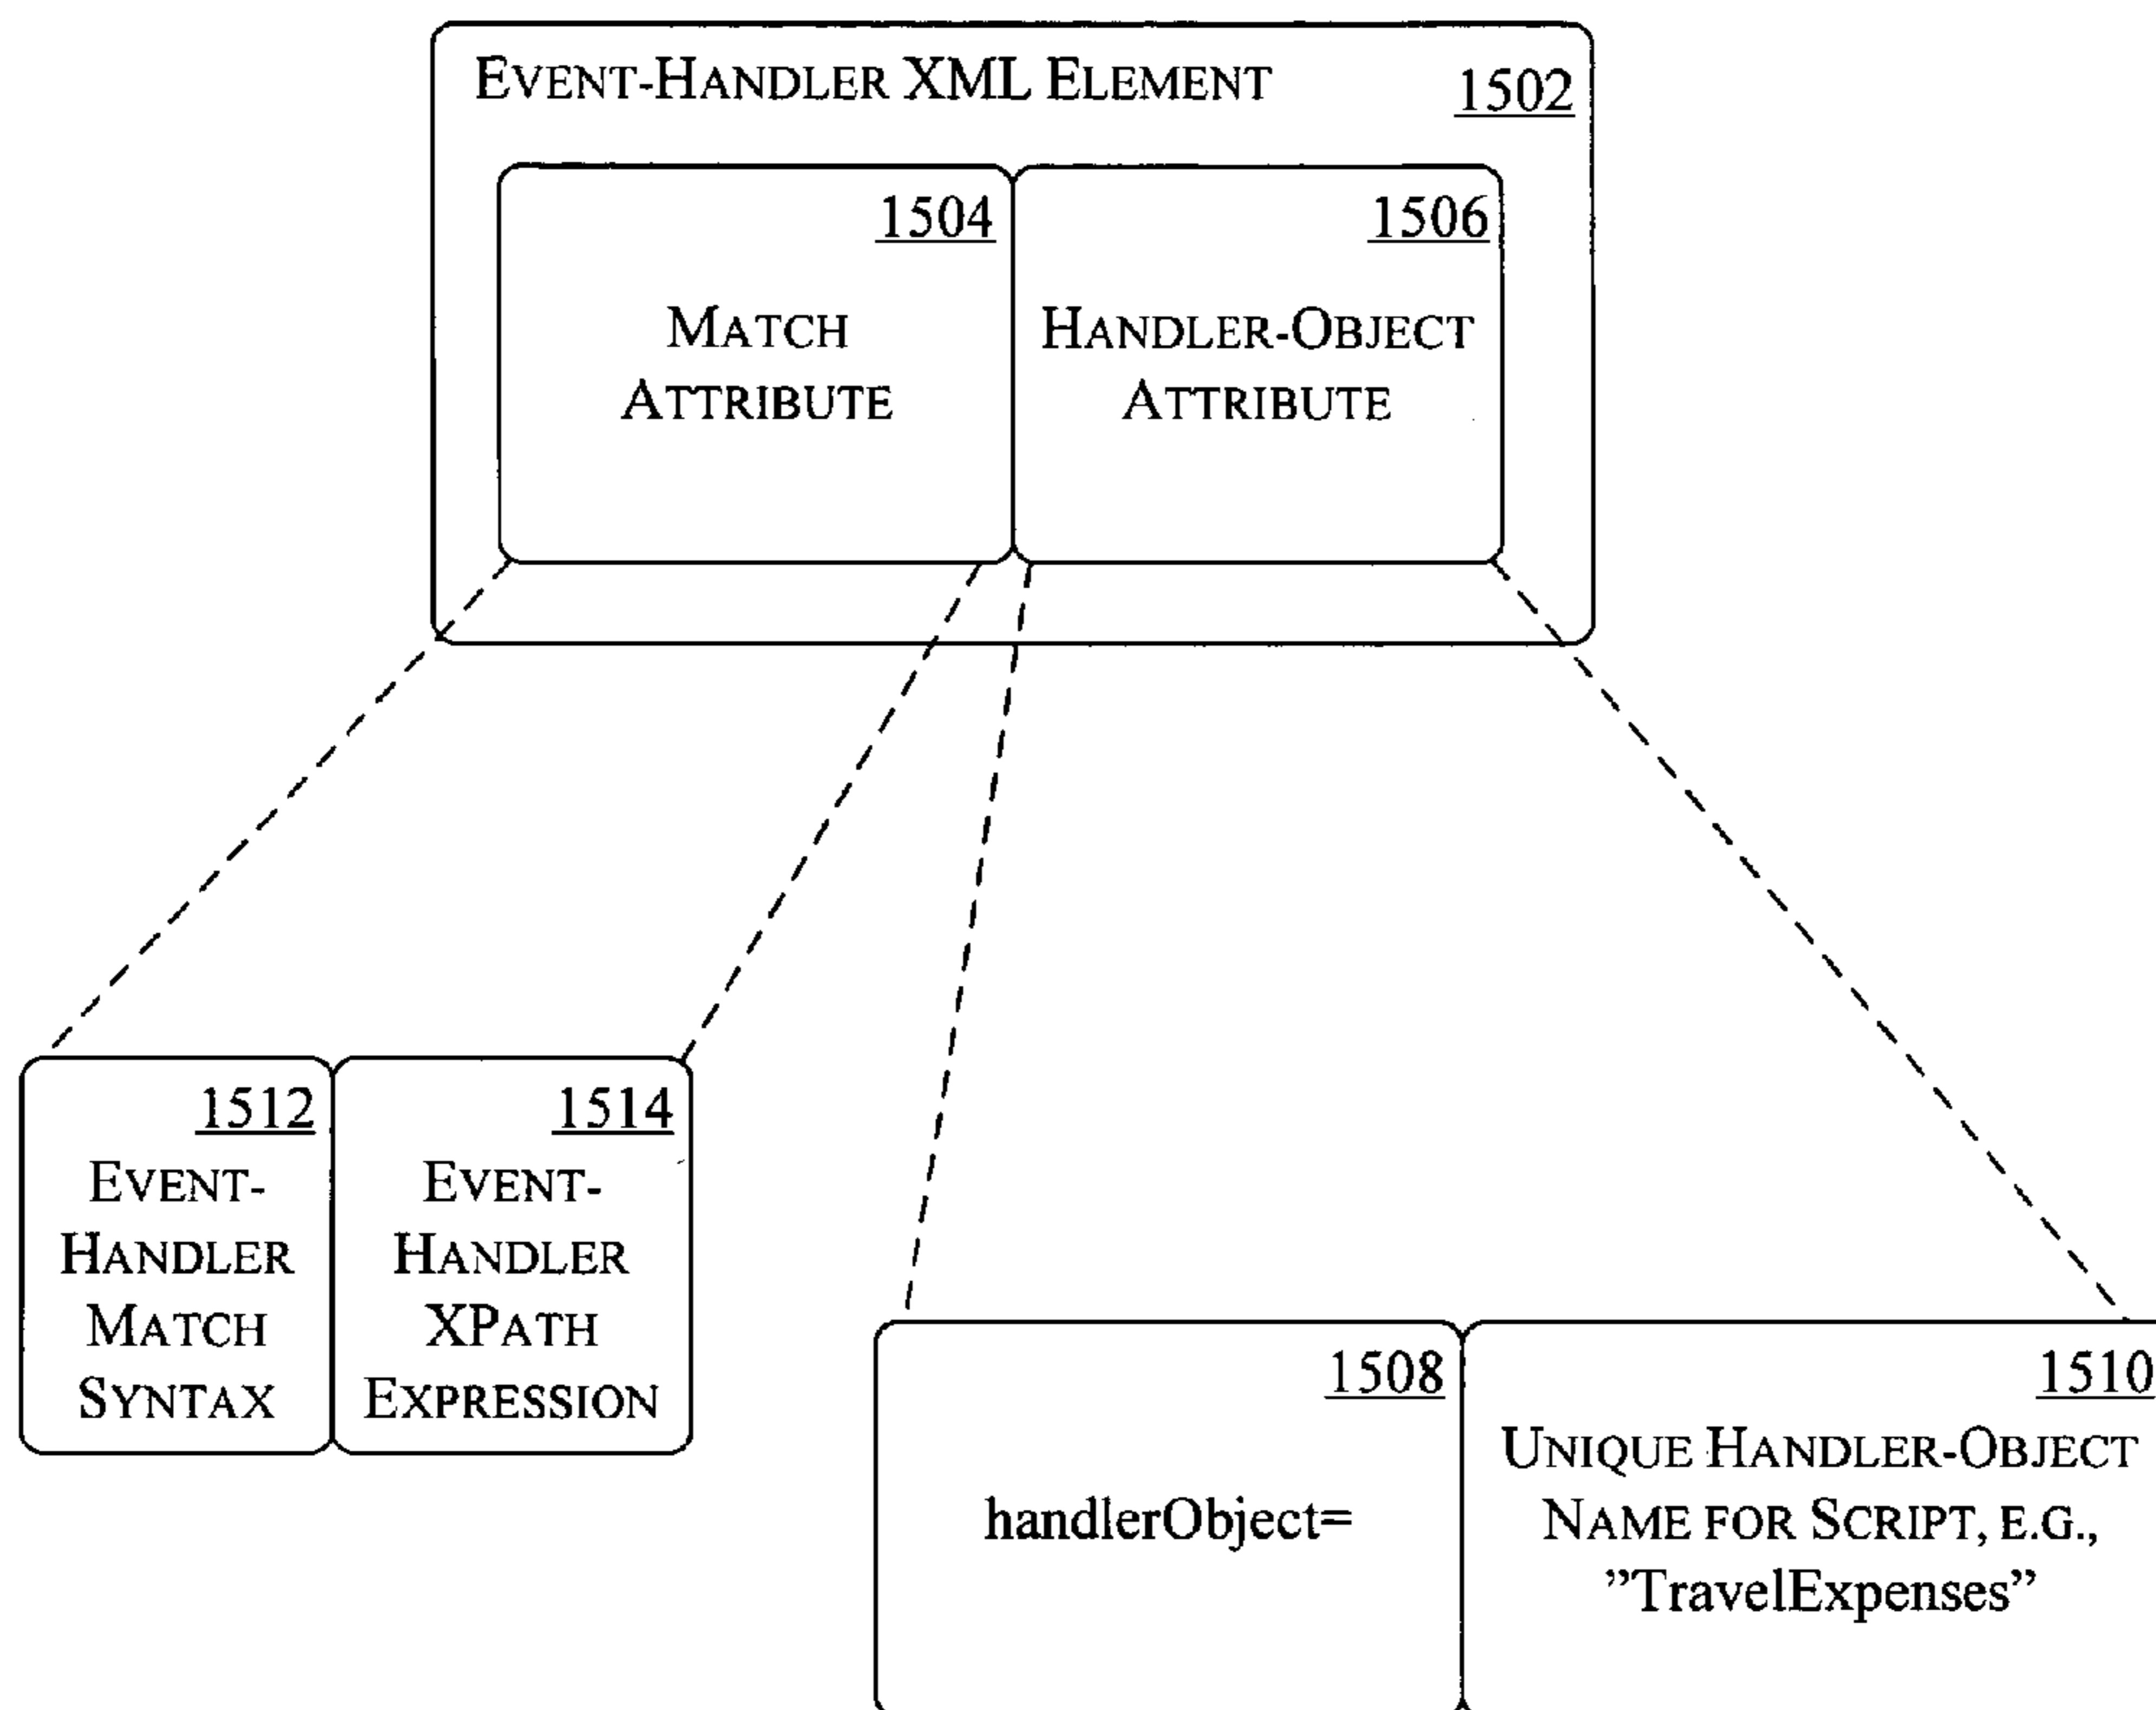 EVENT-HANDLER XML ELEMENT
1502
1504
1506
MATCH
ATTRIBUTE
HANDLER-OBJECT
ATTRIBUTE
1512
EVENT-
HANDLER
MATCH
SYNTAX
1514
EVENT-
HANDLER
XPATH
EXPRESSION
1508
handlerObject=
1510
UNIQUE HANDLER-OBJECT
NAME FOR SCRIPT, E.G.,
”TravelExpenses”